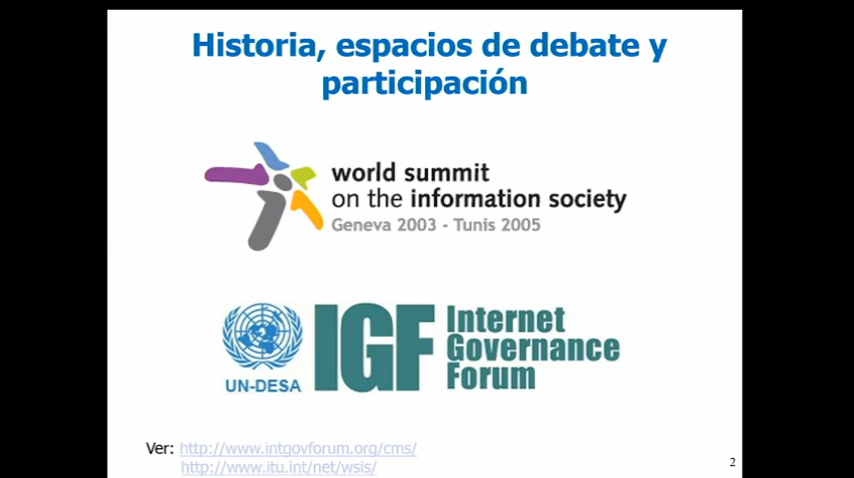 Historia, espacios de debate y
participación
world summit
on the information society
Geneva 2003 - Tunis 2005
UN-DESA
IGF
Internet
Governance
Forum
Ver: http://www.intgovforum.org/cms/
http://www.itu.int/net/wsis/
2